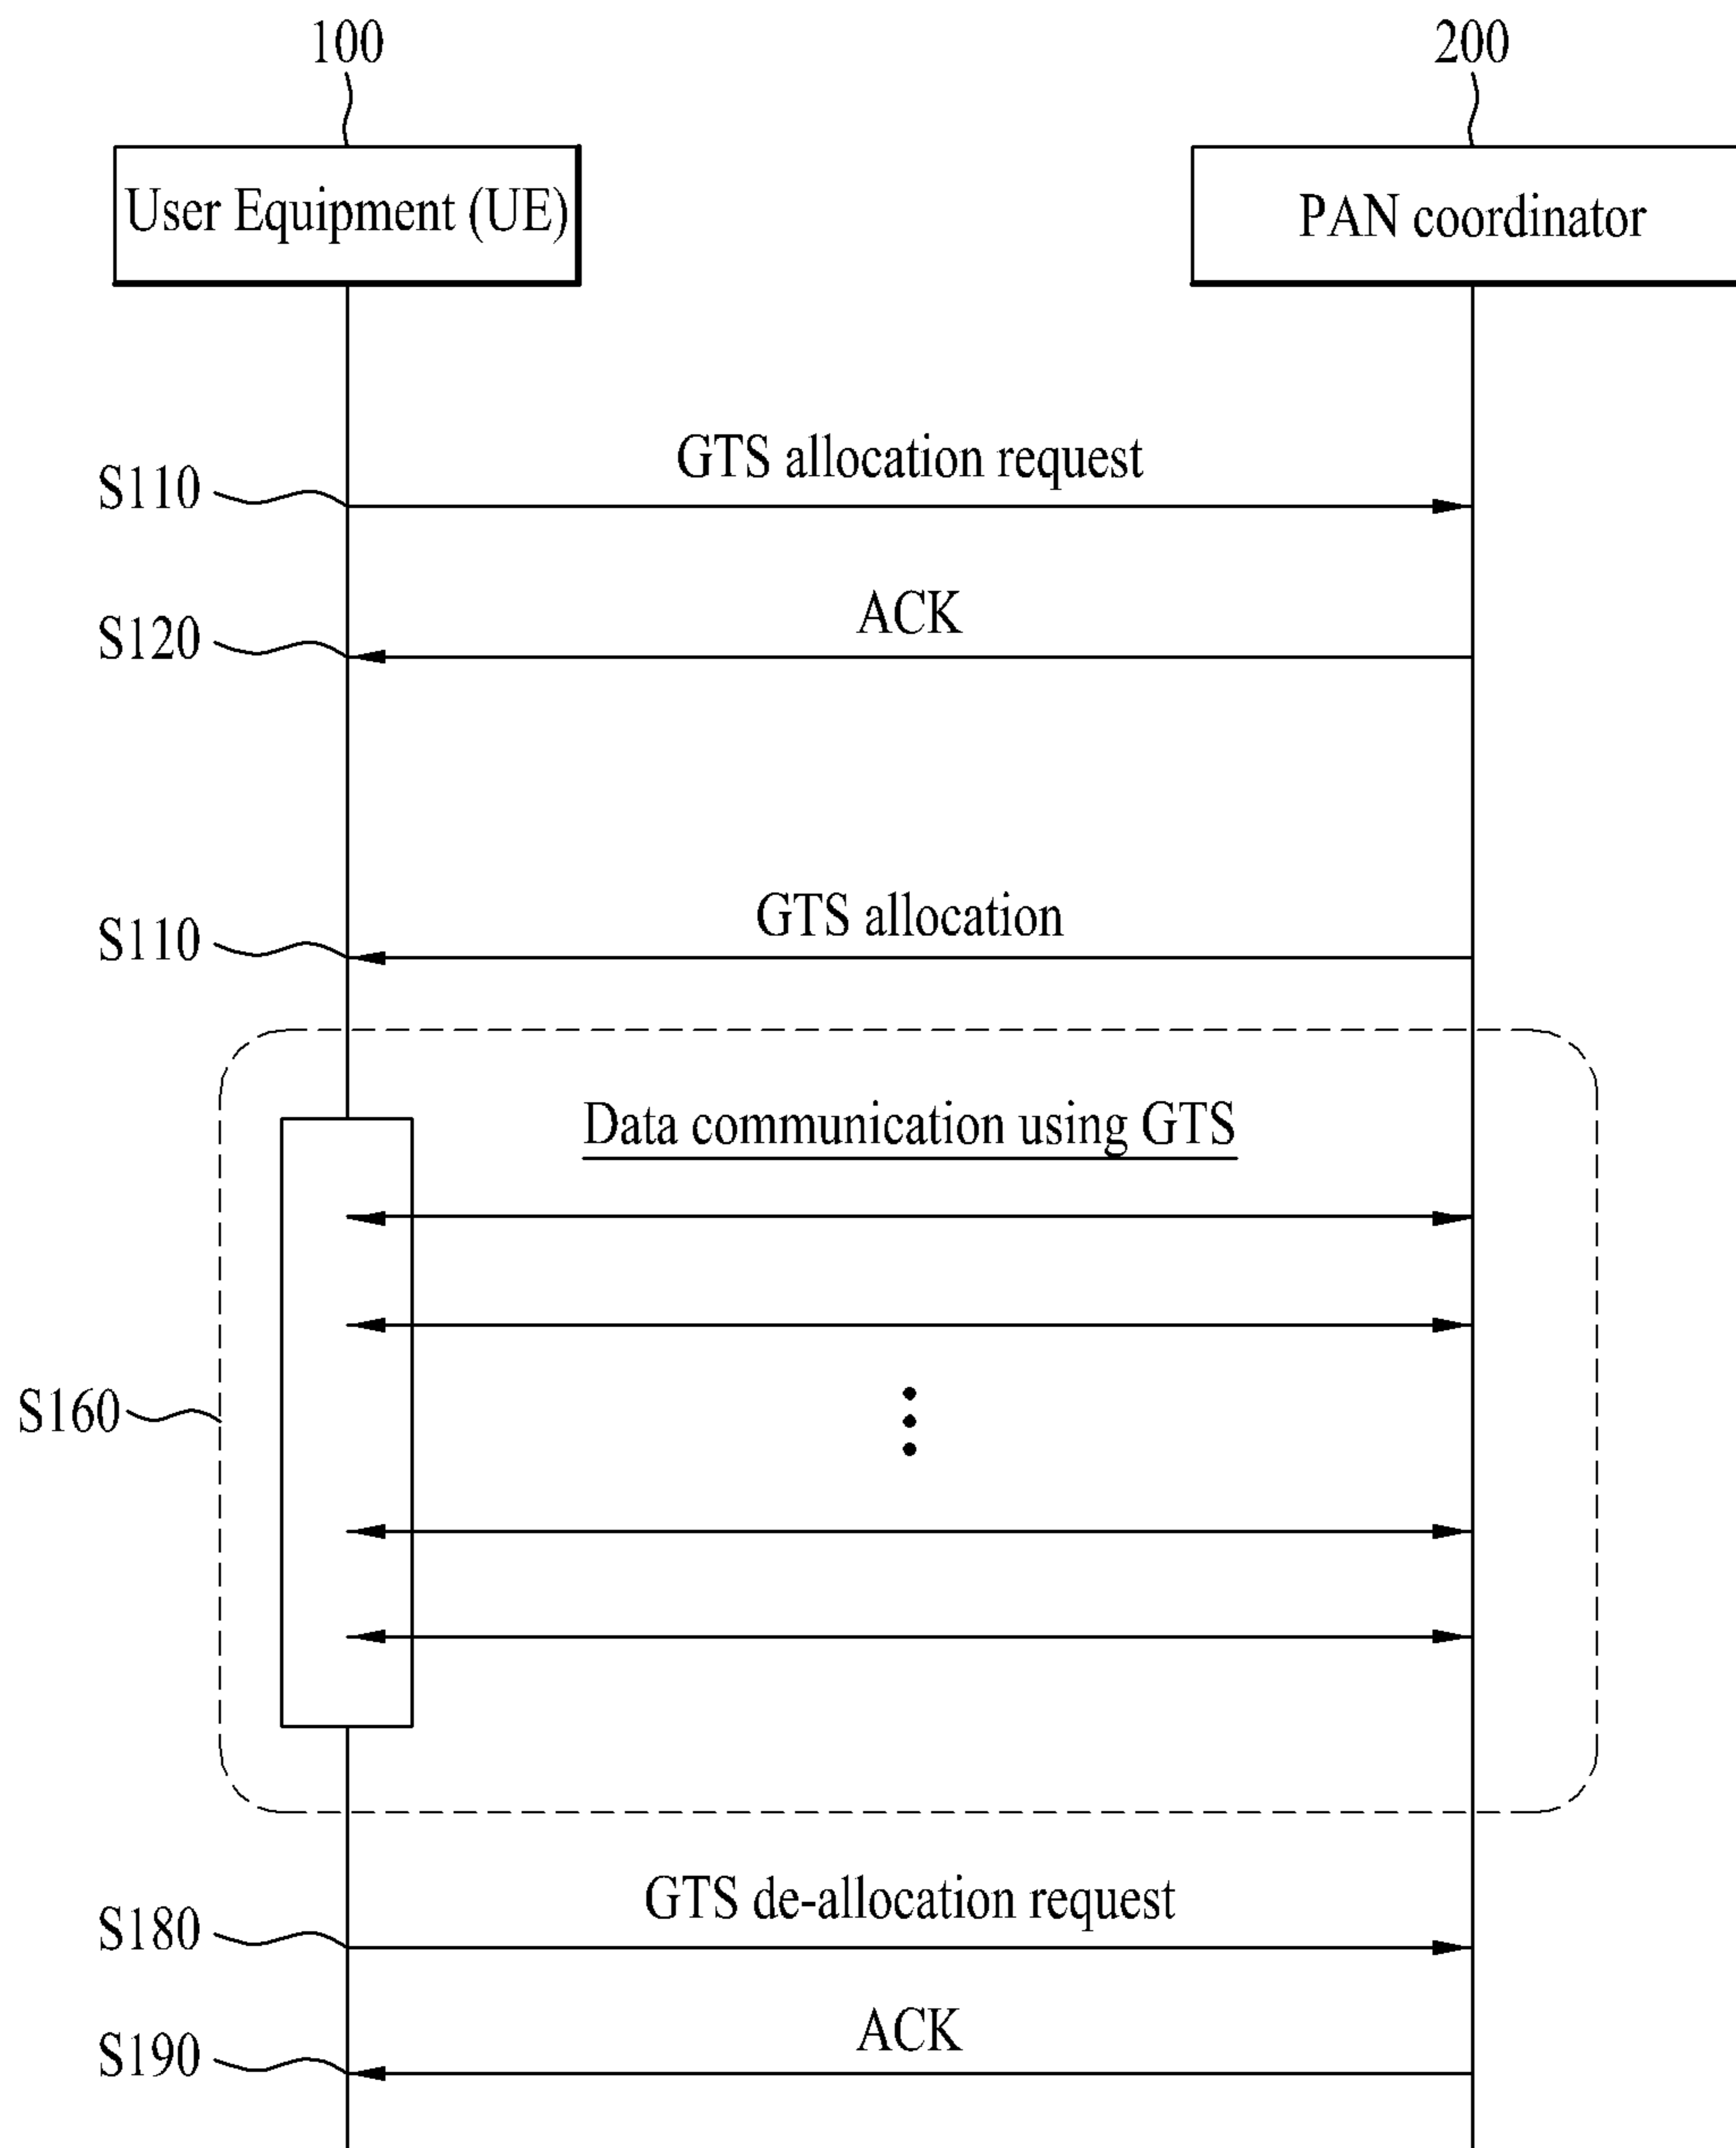 100
200
User Equipment (UE)
PAN coordinator
GTS allocation request
S110
ACK
S120
GTS allocation
S110
Data communication using GTS
S160
GTS de-allocation request
S180
ACK
S190